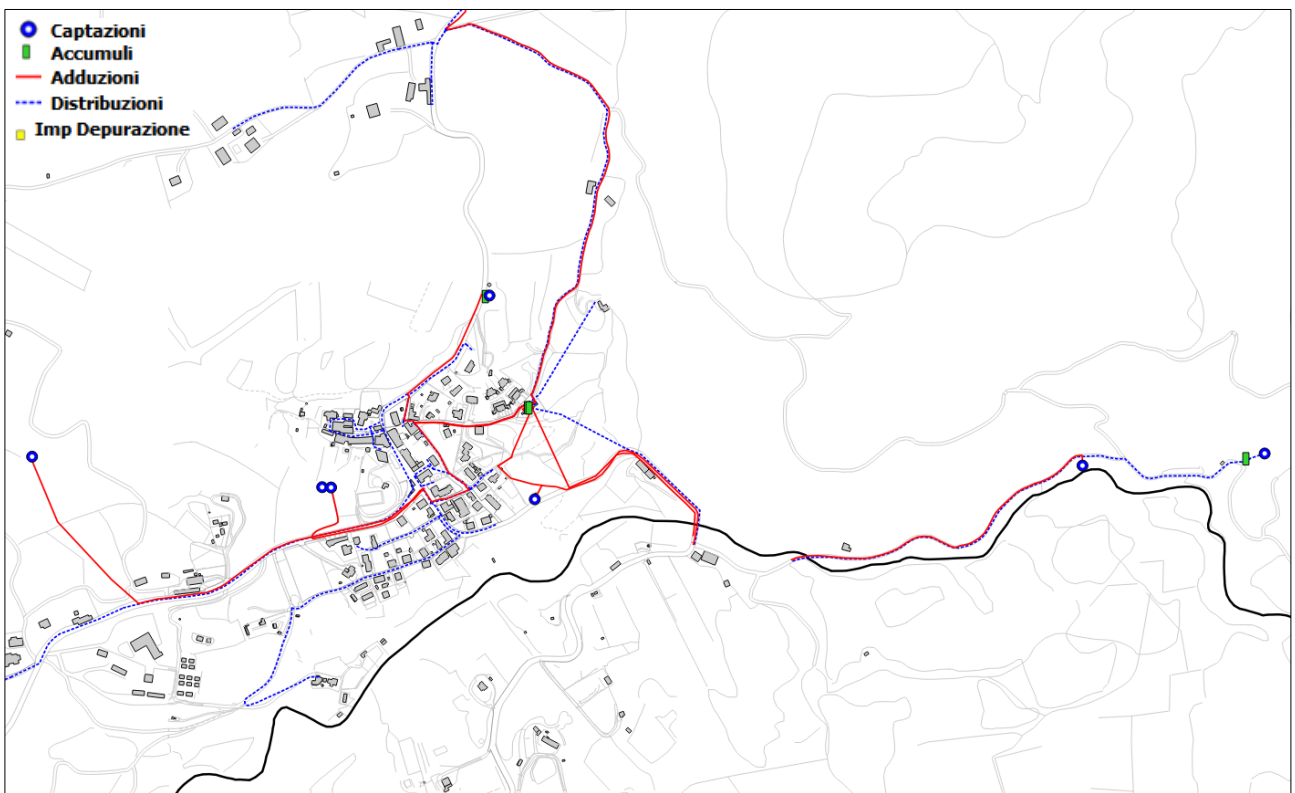 Captazioni
Accumuli
Adduzioni
Distribuzioni
Imp Depurazione